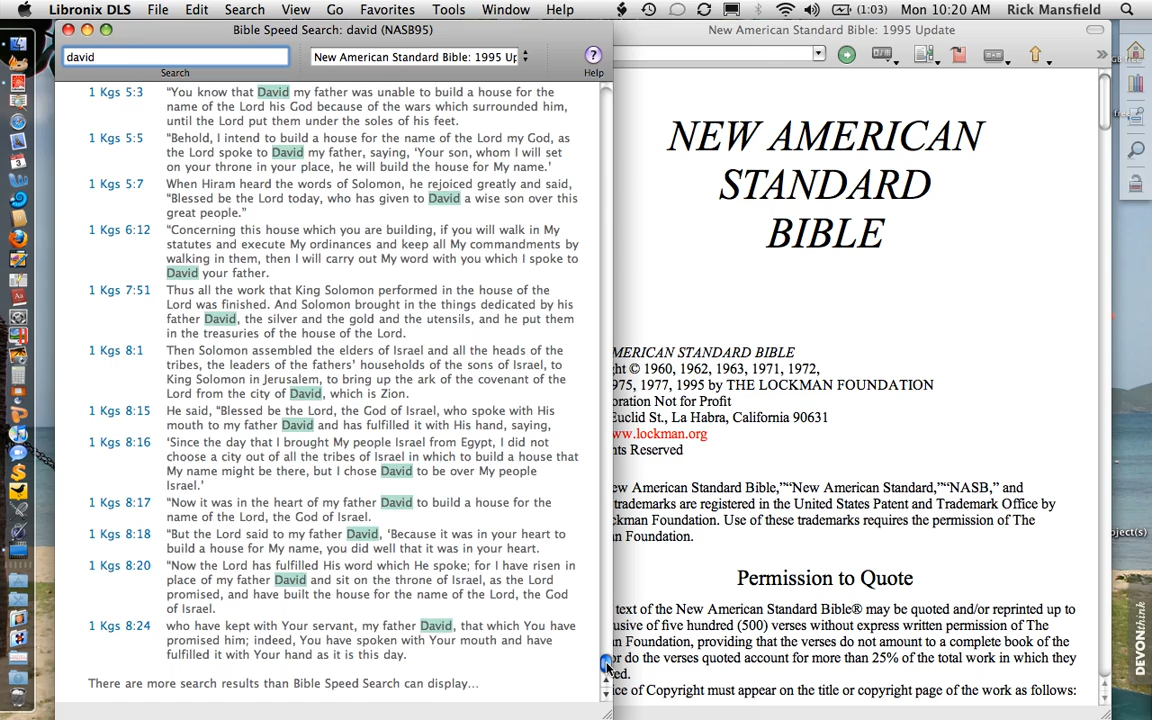 Libronix DLS File Edit Search View Go Favorites Tools Window Help (1:03) Mon 10:20 AM Rick Mansfield
Bible Speed Search: david (NASB95)
david
New American Standard Bible: 1995 Up
Search
Help
1 Kgs 5:3 “You know that David my father was unable to build a house for the
name of the Lord his God because of the wars which surrounded him,
until the Lord put them under the soles of his feet.
1 Kgs 5:5 “Behold, I intend to build a house for the name of the Lord my God, as
the Lord spoke to David my father, saying, ‘Your son, whom I will set
on your throne in your place, he will build the house for My name.’
1 Kgs 5:7 When Hiram heard the words of Solomon, he rejoiced greatly and said,
“Blessed be the Lord today, who has given to David a wise son over this
great people.”
1 Kgs 6:12 “Concerning this house which you are building, if you will walk in My
statutes and execute My ordinances and keep all My commandments by
walking in them, then I will carry out My word with you which I spoke to
David your father.
1 Kgs 7:51 Thus all the work that King Solomon performed in the house of the
Lord was finished. And Solomon brought in the things dedicated by his
father David, the silver and the gold and the utensils, and he put them
in the treasuries of the house of the Lord.
1 Kgs 8:1 Then Solomon assembled the elders of Israel and all the heads of the
tribes, the leaders of the fathers’ households of the sons of Israel, to
King Solomon in Jerusalem, to bring up the ark of the covenant of the
Lord from the city of David, which is Zion.
1 Kgs 8:15 He said, “Blessed be the Lord, the God of Israel, who spoke with His
mouth to my father David and has fulfilled it with His hand, saying,
1 Kgs 8:16 ‘Since the day that I brought My people Israel from Egypt, I did not
choose a city out of all the tribes of Israel in which to build a house that
My name might be there, but I chose David to be over My people
Israel.’
1 Kgs 8:17 “Now it was in the heart of my father David to build a house for the
name of the Lord, the God of Israel.
1 Kgs 8:18 “But the Lord said to my father David, ‘Because it was in your heart to
build a house for My name, you did well that it was in your heart.
1 Kgs 8:20 “Now the Lord has fulfilled His word which He spoke; for I have risen in
place of my father David and sit on the throne of Israel, as the Lord
promised, and have built the house for the name of the Lord, the God
of Israel.
1 Kgs 8:24 who have kept with Your servant, my father David, that which You have
promised him; indeed, You have spoken with Your mouth and have
fulfilled it with Your hand as it is this day.
There are more search results than Bible Speed Search can display...
New American Standard Bible: 1995 Update
NEW AMERICAN
STANDARD
BIBLE
MERICAN STANDARD BIBLE
ht © 1960, 1962, 1963, 1971, 1972,
975, 1977, 1995 by THE LOCKMAN FOUNDATION
oration Not for Profit
Euclid St., La Habra, California 90631
ww.lockman.org
hts Reserved
ew American Standard Bible,”“New American Standard,”“NASB,” and
trademarks are registered in the United States Patent and Trademark Office by
ckman Foundation. Use of these trademarks requires the permission of The
n Foundation.
Permission to Quote
text of the New American Standard Bible® may be quoted and/or reprinted up to
usive of five hundred (500) verses without express written permission of The
n Foundation, providing that the verses do not amount to a complete book of the
or do the verses quoted account for more than 25% of the total work in which they
ed.
ce of Copyright must appear on the title or copyright page of the work as follows:
ject(s)
DEVONthink